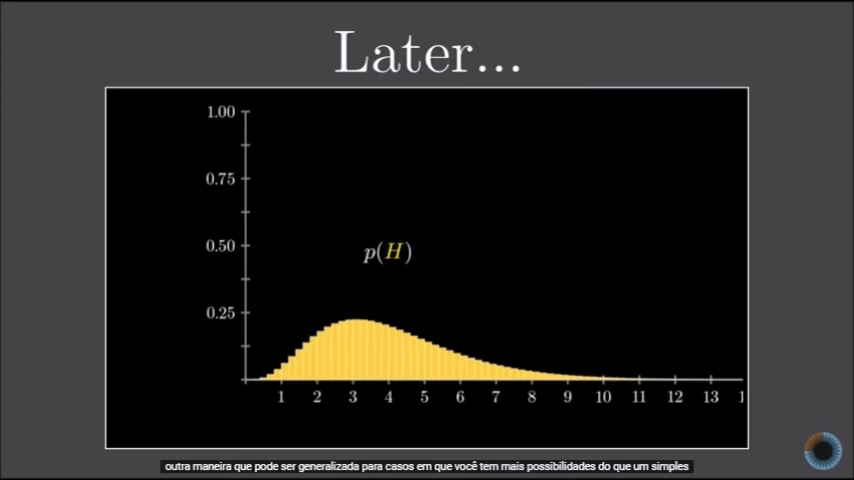 Later...
1.00
0.75
0.50
p(H)
0.25
1 2 3 4 5 6 7 8 9 10 11 12 13 1
outra maneira que pode ser generalizada para casos em que você tem mais possibilidades do que um simples